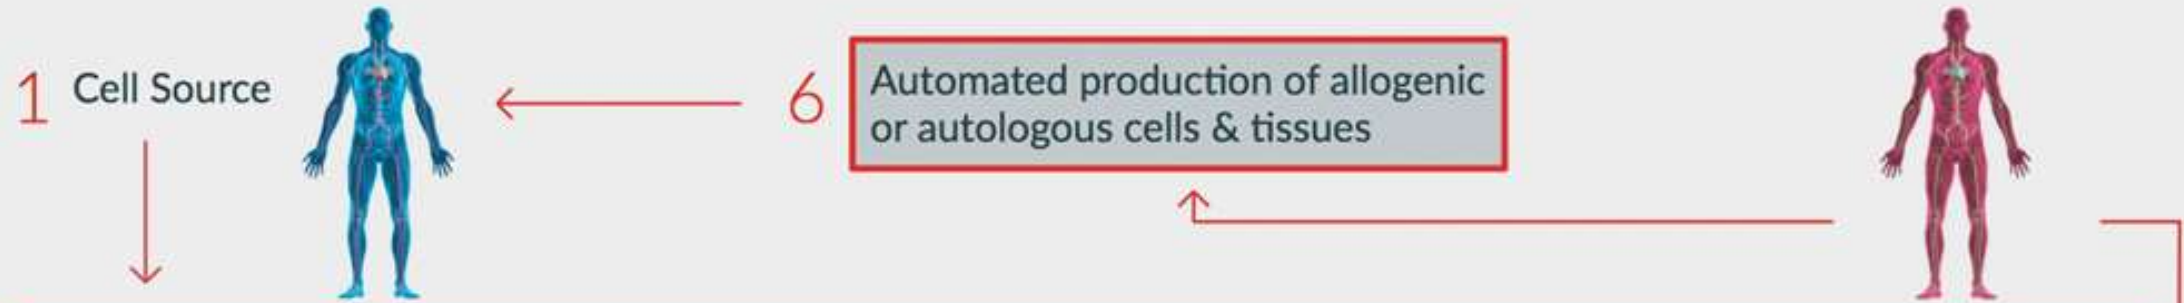 1 Cell Source
6 Automated production of allogenic
or autologous cells & tissues